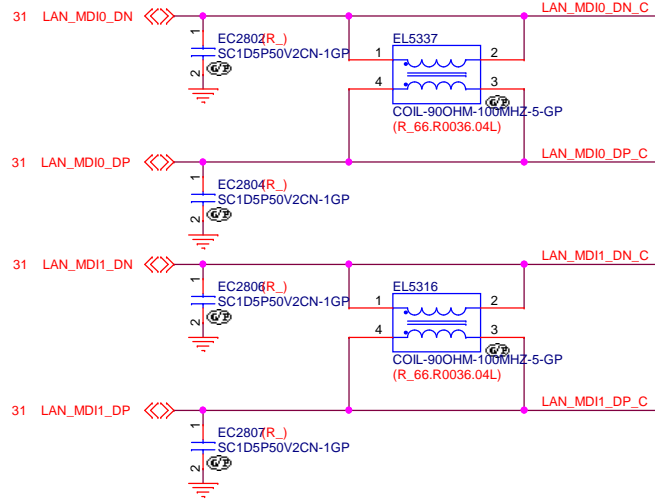 31 LAN_MDI0_DN LAN_MDI0_DN_C
1 EC2802(R_)
SC1D5P50V2CN-1GP
2 G/P
EL5337
1 2
4 3
G/P
COIL-90OHM-100MHZ-5-GP
(R_66.R0036.04L)
31 LAN_MDI0_DP LAN_MDI0_DP_C
1 EC2804(R_)
SC1D5P50V2CN-1GP
2 G/P
31 LAN_MDI1_DN LAN_MDI1_DN_C
1 EC2806(R_)
SC1D5P50V2CN-1GP
2 G/P
EL5316
1 2
4 3
G/P
COIL-90OHM-100MHZ-5-GP
(R_66.R0036.04L)
31 LAN_MDI1_DP LAN_MDI1_DP_C
1 EC2807(R_)
SC1D5P50V2CN-1GP
2 G/P